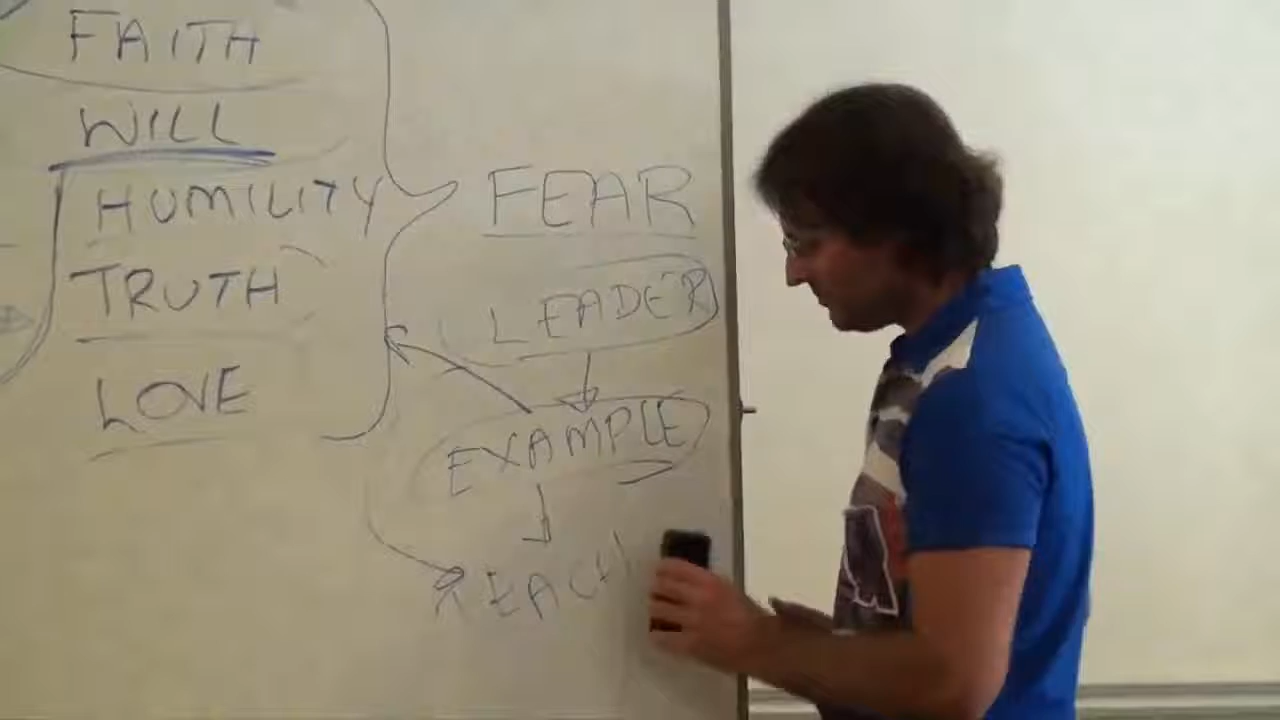 FAITH
WILL
HUMILITY
TRUTH
LOVE
FEAR
LEADER
EXAMPLE